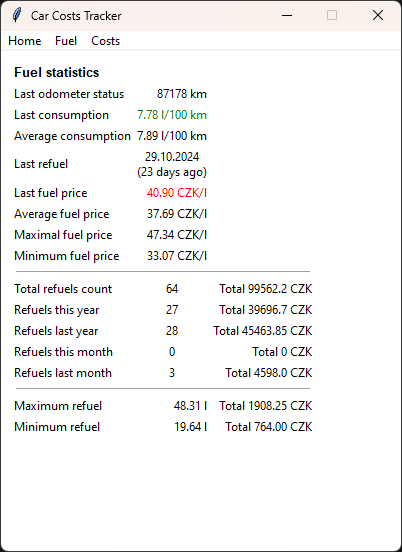 Car Costs Tracker
Home Fuel Costs
Fuel statistics
Last odometer status 87178 km
Last consumption 7.78 l/100 km
Average consumption 7.89 l/100 km
Last refuel 29.10.2024
(23 days ago)
Last fuel price 40.90 CZK/l
Average fuel price 37.69 CZK/l
Maximal fuel price 47.34 CZK/l
Minimum fuel price 33.07 CZK/l
Total refuels count 64 Total 99562.2 CZK
Refuels this year 27 Total 39696.7 CZK
Refuels last year 28 Total 45463.85 CZK
Refuels this month 0 Total 0 CZK
Refuels last month 3 Total 4598.0 CZK
Maximum refuel 48.31 l Total 1908.25 CZK
Minimum refuel 19.64 l Total 764.00 CZK